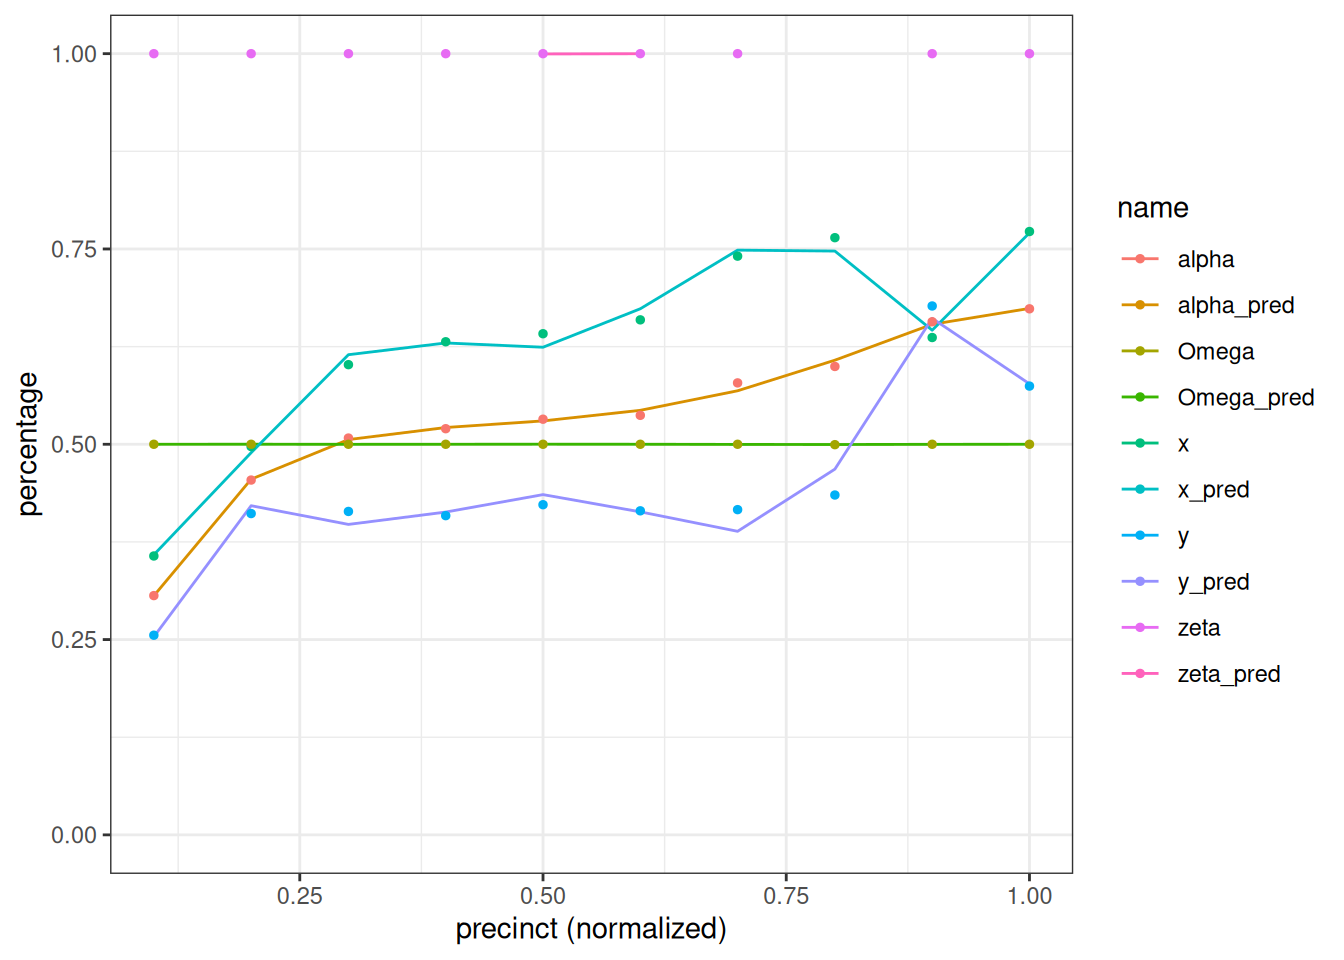 1.00
0.75
0.50
0.25
0.00
percentage
0.25 0.50 0.75 1.00
precinct (normalized)
name
alpha
alpha_pred
Omega
Omega_pred
x
x_pred
y
y_pred
zeta
zeta_pred